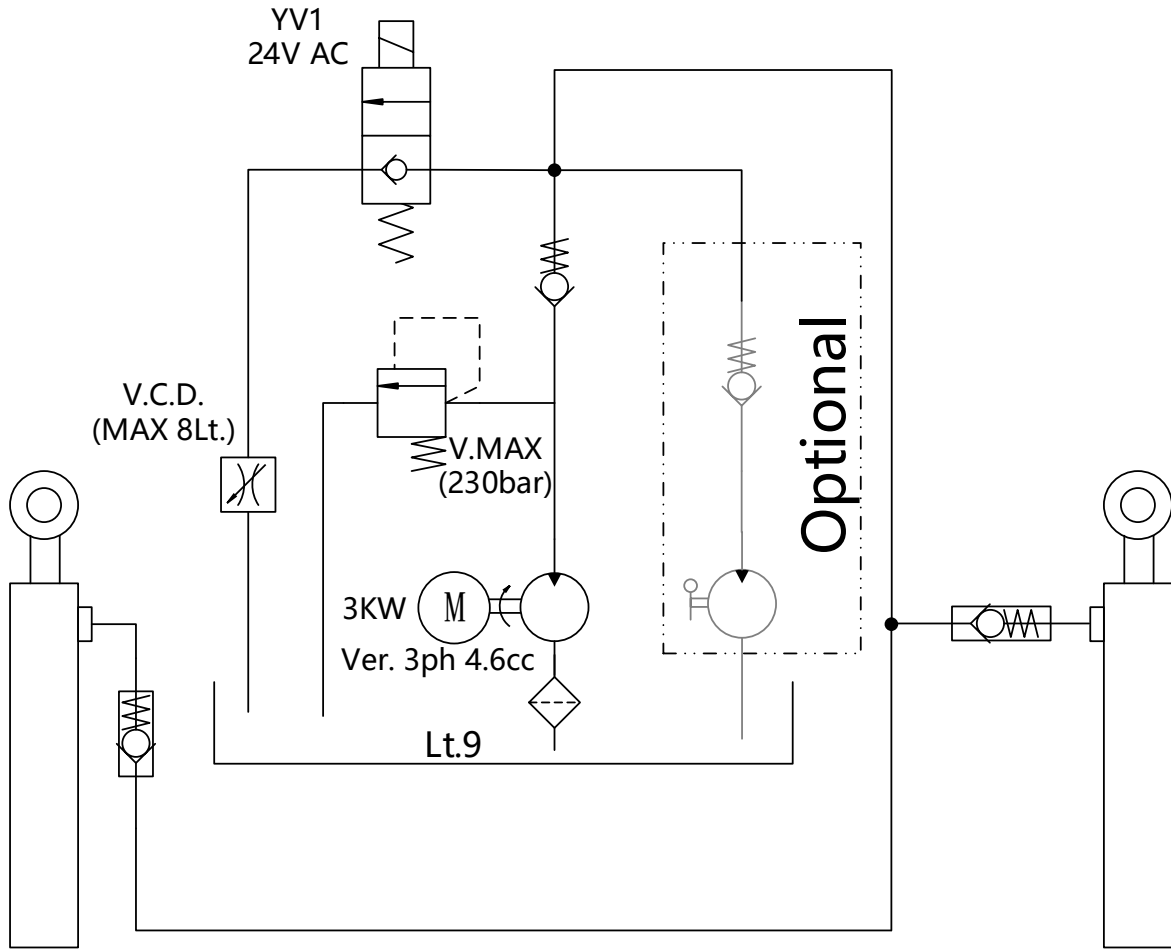 YV1
24V AC
V.C.D.
(MAX 8Lt.)
V.MAX
(230bar)
Optional
3KW
M
Ver. 3ph 4.6cc
Lt.9